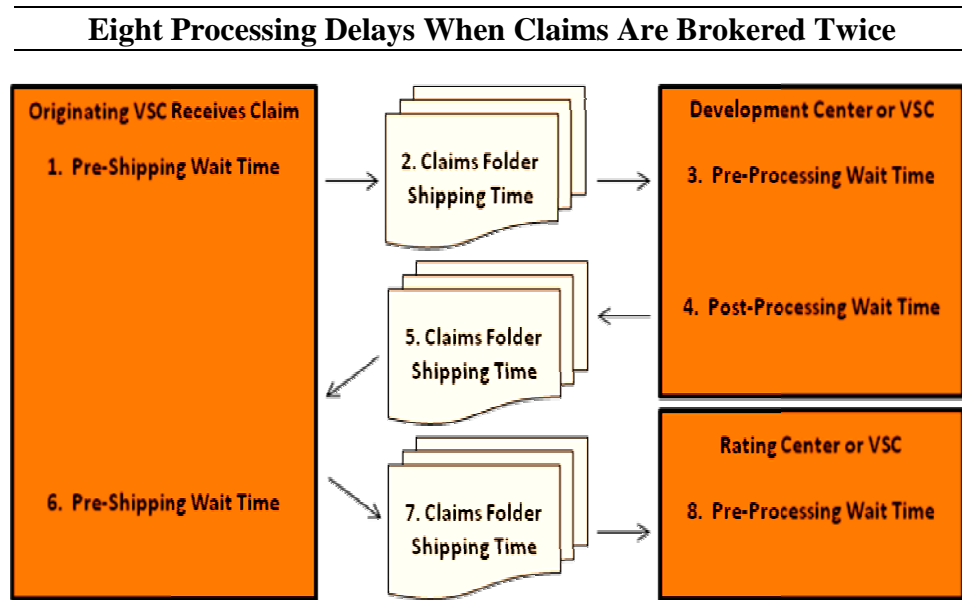 Eight Processing Delays When Claims Are Brokered Twice
Originating VSC Receives Claim
1. Pre-Shipping Wait Time
2. Claims Folder
Shipping Time
Development Center or VSC
3. Pre-Processing Wait Time
4. Post-Processing Wait Time
5. Claims Folder
Shipping Time
6. Pre-Shipping Wait Time
7. Claims Folder
Shipping Time
Rating Center or VSC
8. Pre-Processing Wait Time